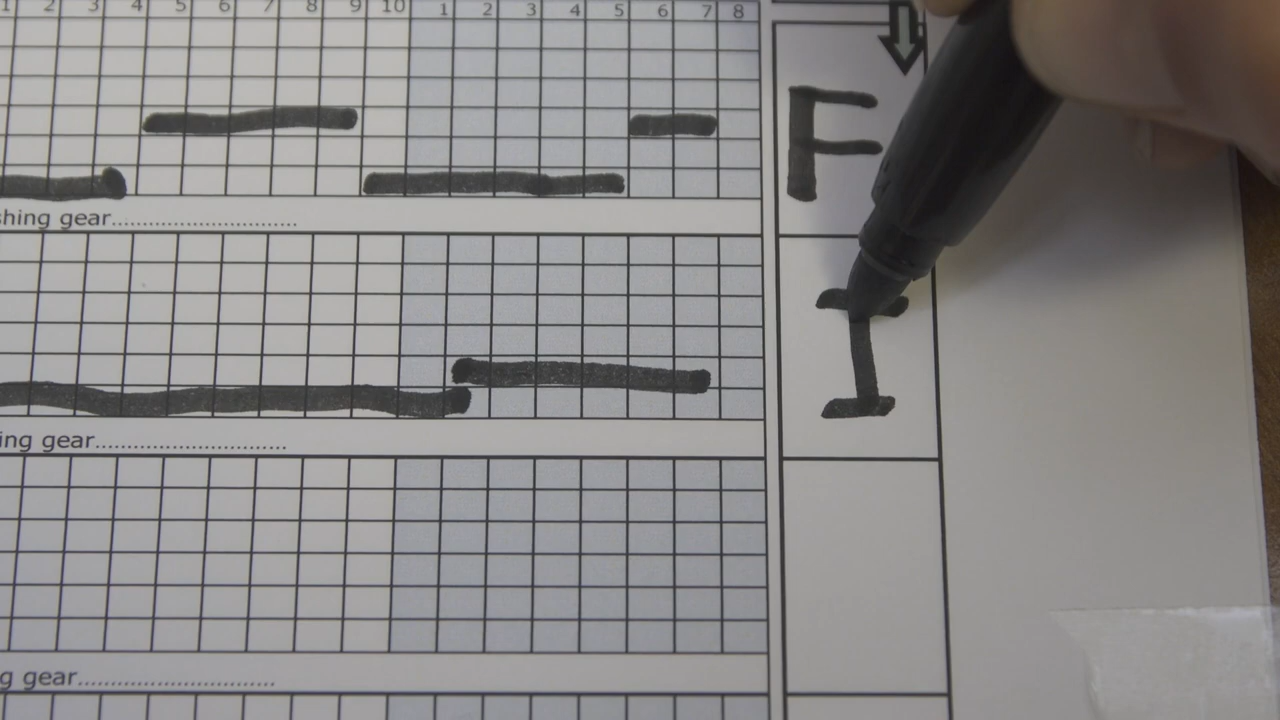 1 2 3 4 5 6 7 8 9 10 1 2 3 4 5 6 7 8
F
shing gear
I
ing gear
g gear